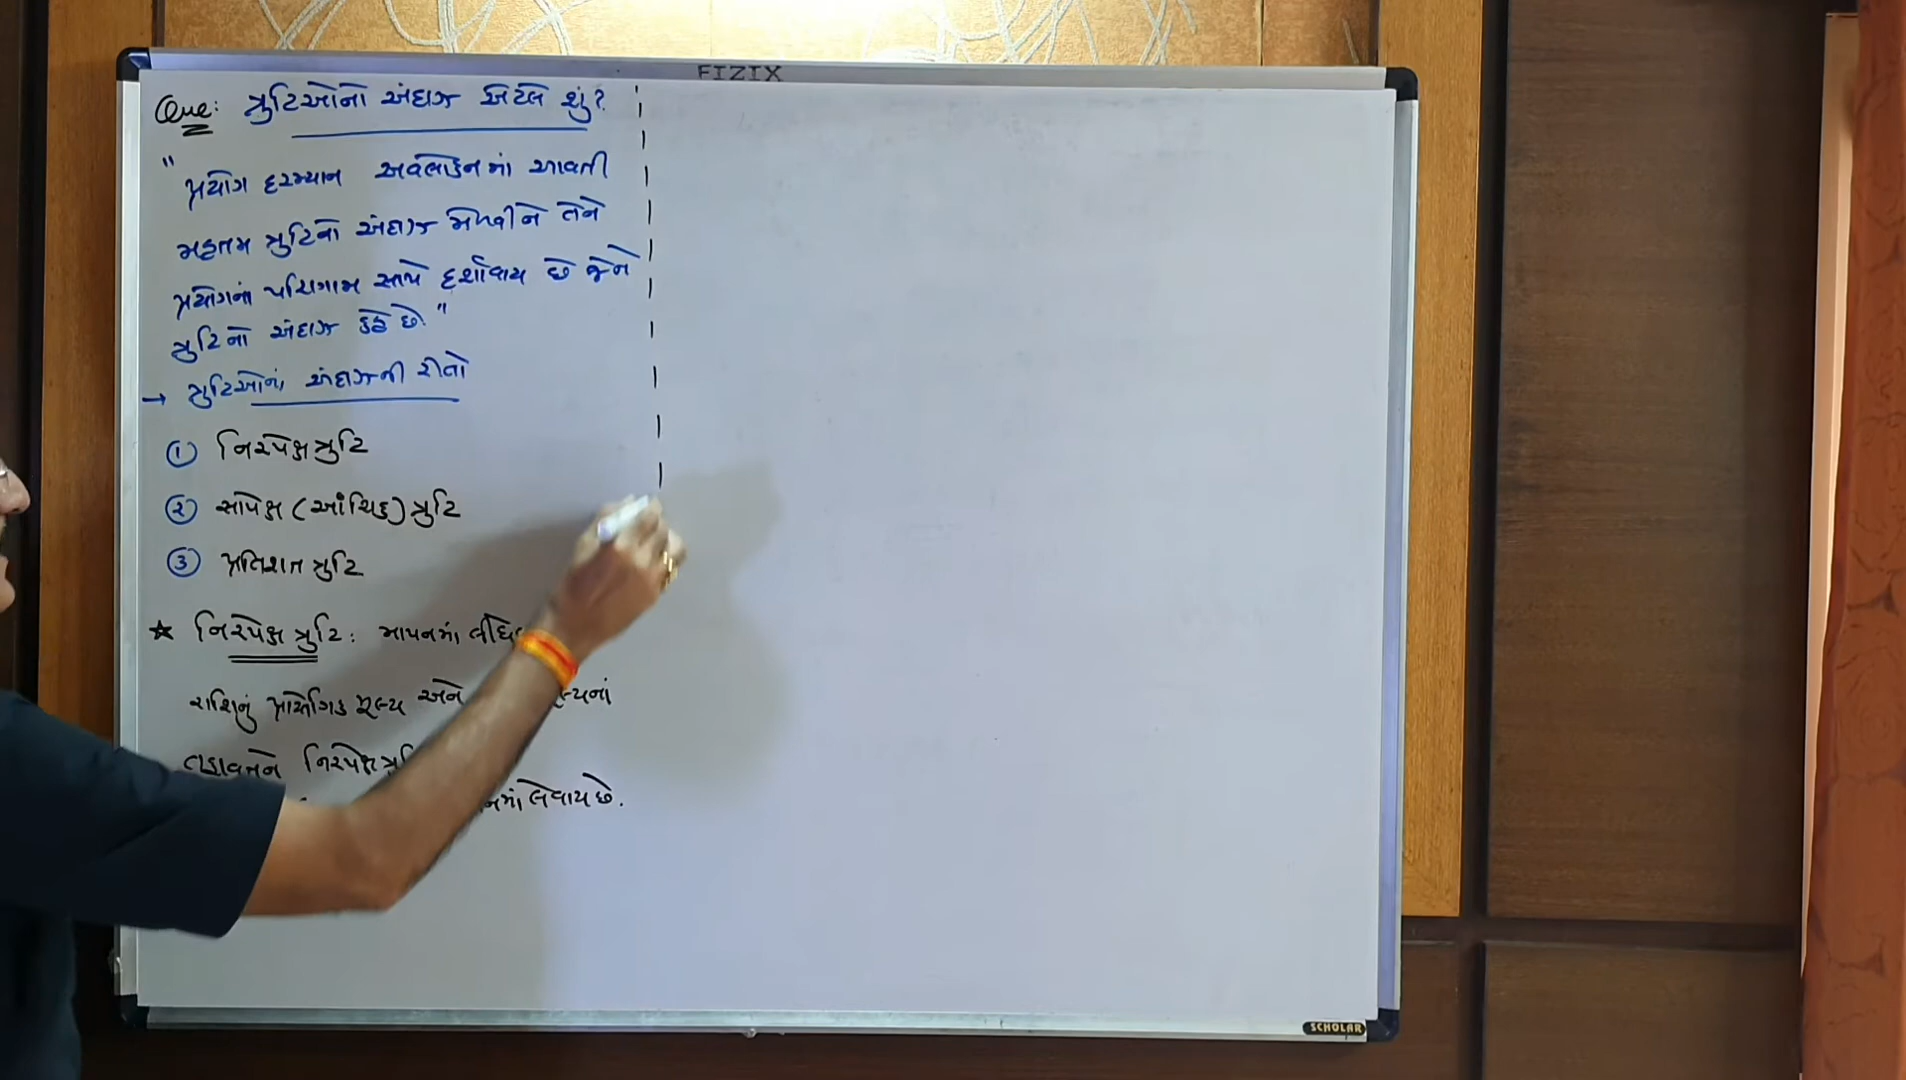 FIZIX
Que: ત્રુટિઓનો અંદાજ એટલે શું?
"પ્રયોગ દરમ્યાન અવલોકનમાં આવતી
મહત્તમ ત્રુટિનો અંદાજ મેળવીને તેને
પ્રયોગનાં પરિણામ સાથે દર્શાવાય છે જેને
ત્રુટિનો અંદાજ કહે છે."
→ ત્રુટિઓનાં અંદાજની રીતો
① નિરપેક્ષ ત્રુટિ
② સાપેક્ષ (આંશિક) ત્રુટિ
③ પ્રતિશત ત્રુટિ
★ નિરપેક્ષ ત્રુટિ: માપનમાં
રાશિનું પ્રાયોગિક મૂલ્ય અને
તફાવતને નિરપેક્ષ
લેવાય છે.
SCHOLAR